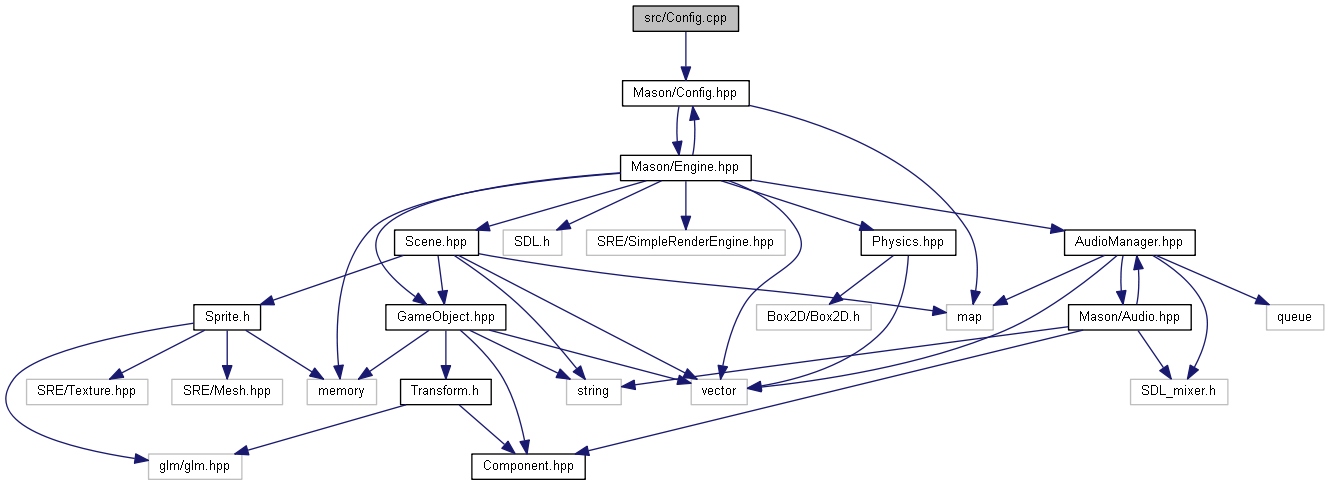 src/Config.cpp
Mason/Config.hpp
Mason/Engine.hpp
Scene.hpp
SDL.h
SRE/SimpleRenderEngine.hpp
Physics.hpp
AudioManager.hpp
Sprite.h
GameObject.hpp
Box2D/Box2D.h
map
Mason/Audio.hpp
queue
SRE/Texture.hpp
SRE/Mesh.hpp
memory
Transform.h
string
vector
SDL_mixer.h
glm/glm.hpp
Component.hpp